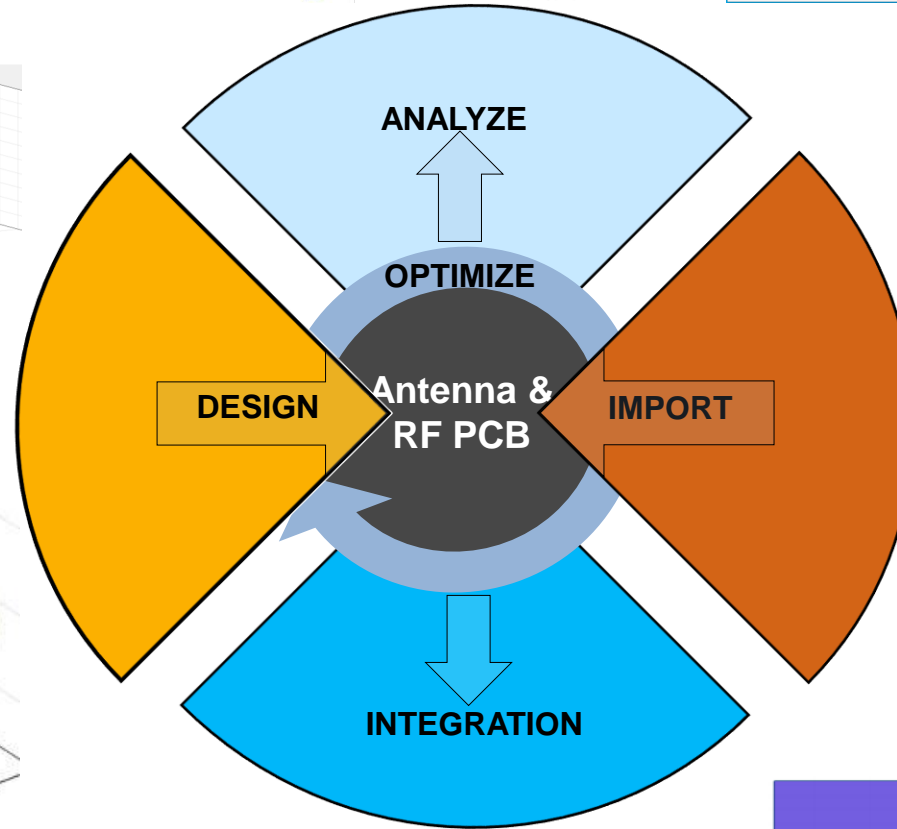 ANALYZE
OPTIMIZE
DESIGN
Antenna &
RF PCB
IMPORT
INTEGRATION